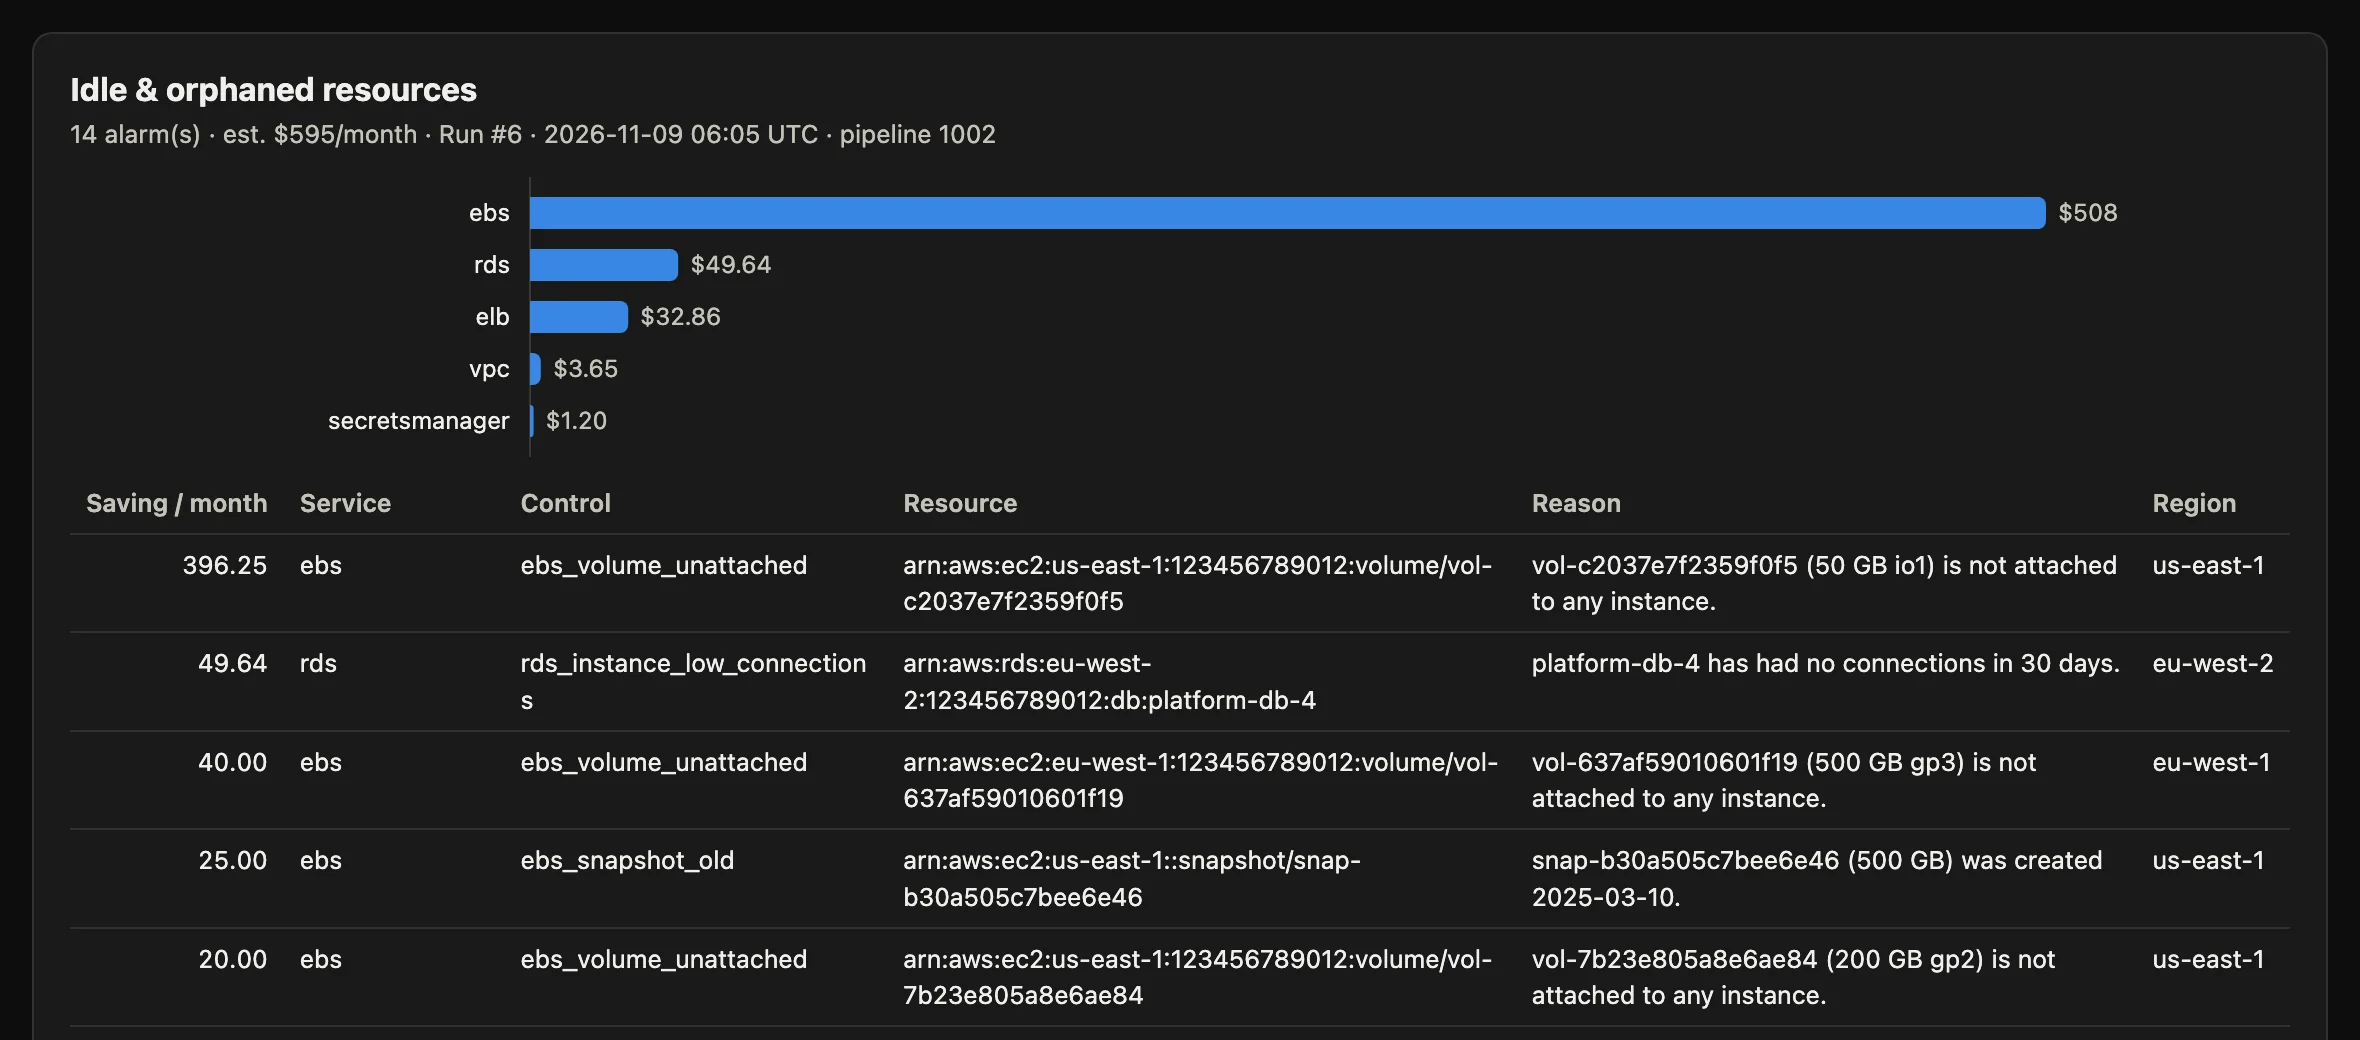 Idle & orphaned resources
14 alarm(s) · est. $595/month · Run #6 · 2026-11-09 06:05 UTC · pipeline 1002
ebs $508
rds $49.64
elb $32.86
vpc $3.65
secretsmanager $1.20
Saving / month Service Control Resource Reason Region
396.25 ebs ebs_volume_unattached arn:aws:ec2:us-east-1:123456789012:volume/vol- vol-c2037e7f2359f0f5 (50 GB io1) is not attached us-east-1
c2037e7f2359f0f5 to any instance.
49.64 rds rds_instance_low_connection arn:aws:rds:eu-west- platform-db-4 has had no connections in 30 days. eu-west-2
s 2:123456789012:db:platform-db-4
40.00 ebs ebs_volume_unattached arn:aws:ec2:eu-west-1:123456789012:volume/vol- vol-637af59010601f19 (500 GB gp3) is not eu-west-1
637af59010601f19 attached to any instance.
25.00 ebs ebs_snapshot_old arn:aws:ec2:us-east-1::snapshot/snap- snap-b30a505c7bee6e46 (500 GB) was created us-east-1
b30a505c7bee6e46 2025-03-10.
20.00 ebs ebs_volume_unattached arn:aws:ec2:us-east-1:123456789012:volume/vol- vol-7b23e805a8e6ae84 (200 GB gp2) is not us-east-1
7b23e805a8e6ae84 attached to any instance.